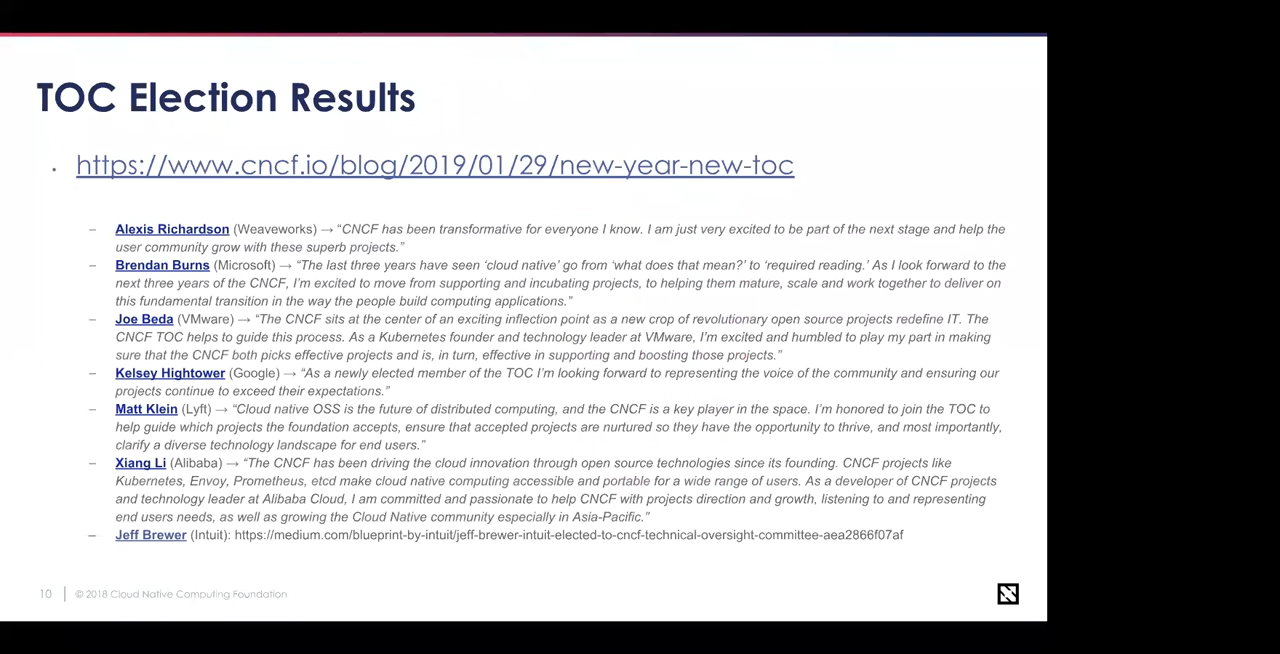 TOC Election Results
• https://www.cncf.io/blog/2019/01/29/new-year-new-toc
– Alexis Richardson (Weaveworks) → “CNCF has been transformative for everyone I know. I am just very excited to be part of the next stage and help the
user community grow with these superb projects.”
– Brendan Burns (Microsoft) → “The last three years have seen ‘cloud native’ go from ‘what does that mean?’ to ‘required reading.’ As I look forward to the
next three years of the CNCF, I’m excited to move from supporting and incubating projects, to helping them mature, scale and work together to deliver on
this fundamental transition in the way the people build computing applications.”
– Joe Beda (VMware) → “The CNCF sits at the center of an exciting inflection point as a new crop of revolutionary open source projects redefine IT. The
CNCF TOC helps to guide this process. As a Kubernetes founder and technology leader at VMware, I’m excited and humbled to play my part in making
sure that the CNCF both picks effective projects and is, in turn, effective in supporting and boosting those projects.”
– Kelsey Hightower (Google) → “As a newly elected member of the TOC I’m looking forward to representing the voice of the community and ensuring our
projects continue to exceed their expectations.”
– Matt Klein (Lyft) → “Cloud native OSS is the future of distributed computing, and the CNCF is a key player in the space. I’m honored to join the TOC to
help guide which projects the foundation accepts, ensure that accepted projects are nurtured so they have the opportunity to thrive, and most importantly,
clarify a diverse technology landscape for end users.”
– Xiang Li (Alibaba) → “The CNCF has been driving the cloud innovation through open source technologies since its founding. CNCF projects like
Kubernetes, Envoy, Prometheus, etcd make cloud native computing accessible and portable for a wide range of users. As a developer of CNCF projects
and technology leader at Alibaba Cloud, I am committed and passionate to help CNCF with projects direction and growth, listening to and representing
end users needs, as well as growing the Cloud Native community especially in Asia-Pacific.”
– Jeff Brewer (Intuit): https://medium.com/blueprint-by-intuit/jeff-brewer-intuit-elected-to-cncf-technical-oversight-committee-aea2866f07af
10 | © 2018 Cloud Native Computing Foundation